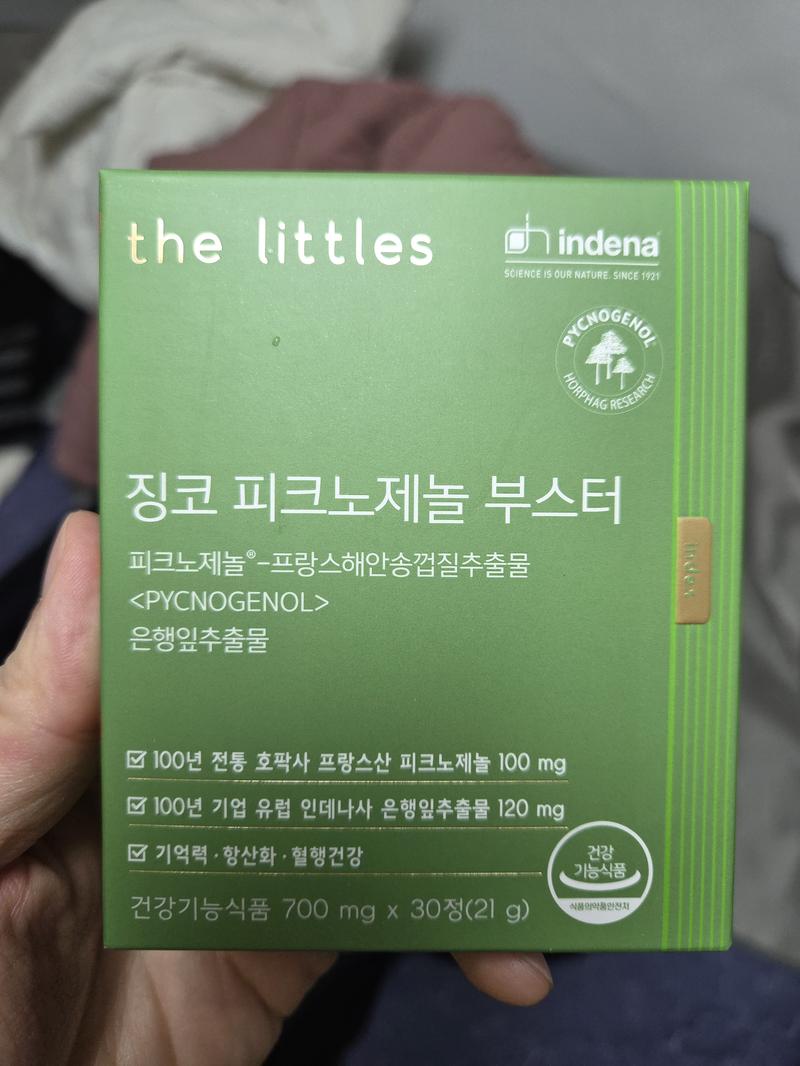 the littles
indena
SCIENCE IS OUR NATURE. SINCE 1921
PYCNOGENOL®
HORPHAG RESEARCH
징코 피크노제놀 부스터
피크노제놀®-프랑스해안송껍질추출물
<PYCNOGENOL>
은행잎추출물
index
100년 전통 호팍사 프랑스산 피크노제놀 100 mg
100년 기업 유럽 인데나사 은행잎추출물 120 mg
기억력·항산화·혈행건강
건강
기능식품
식품의약품안전처
건강기능식품 700 mg x 30정(21 g)